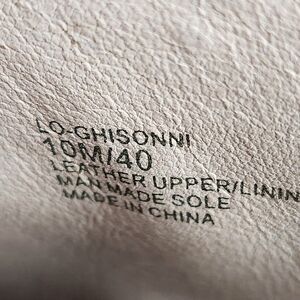 LO-GHISONNI
10M/40
LEATHER UPPER/LININ
MAN MADE SOLE
MADE IN CHINA